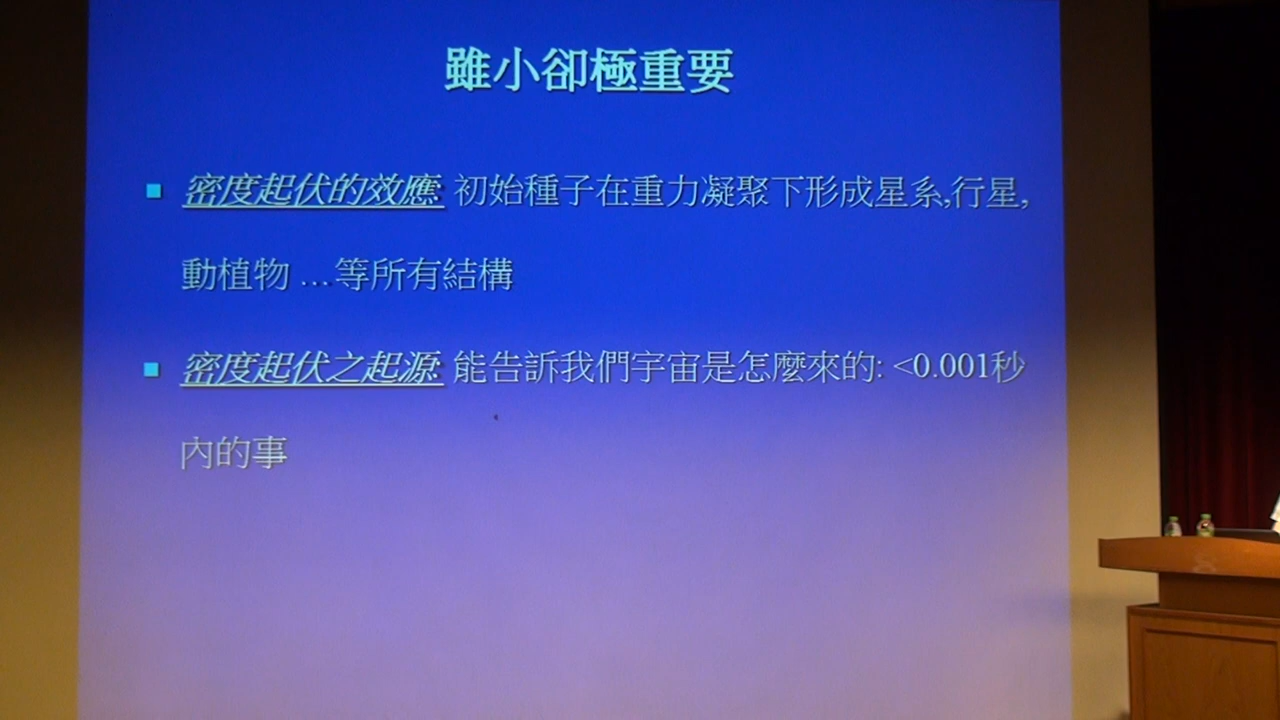 雖小卻極重要
■ 密度起伏的效應: 初始種子在重力凝聚下形成星系,行星,
動植物 …等所有結構
■ 密度起伏之起源: 能告訴我們宇宙是怎麼來的: <0.001秒
內的事